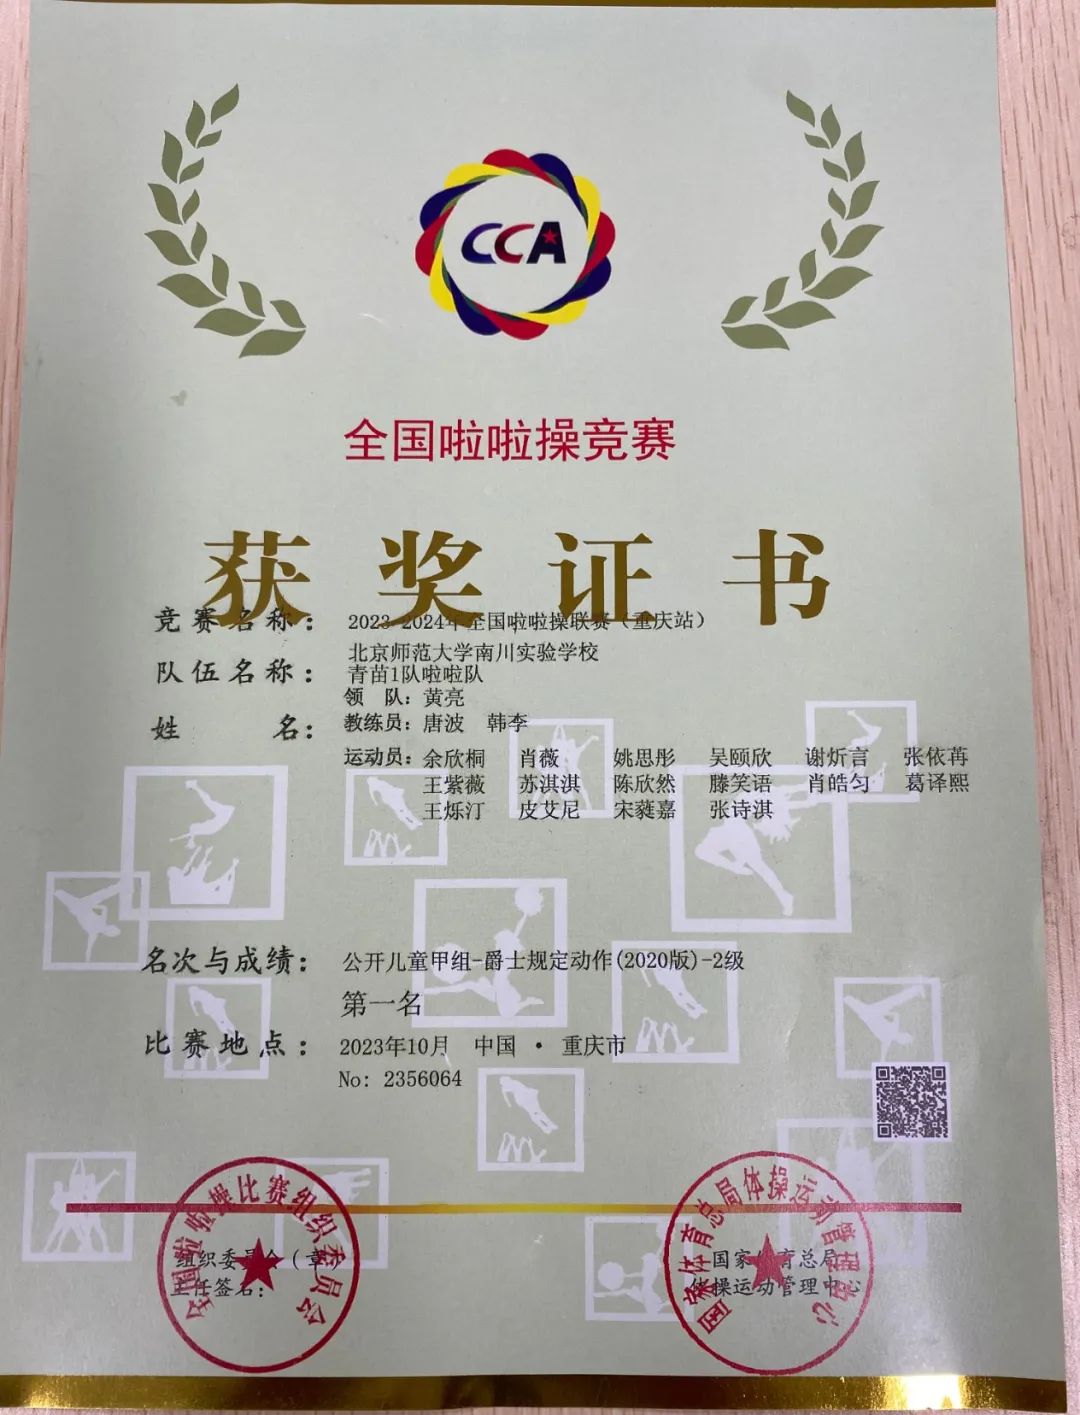 CCA
全国啦啦操竞赛
获奖证书
竞赛名称：2023-2024年全国啦啦操联赛（重庆站）
北京师范大学南川实验学校
队伍名称：青苗1队啦啦队
领 队：黄亮
姓 名：教练员：唐波 韩李
运动员：余欣桐 肖薇 姚思彤 吴颐欣 谢炘言 张依苒
王紫薇 苏淇淇 陈欣然 滕笑语 肖皓匀 葛译熙
王烁汀 皮艾尼 宋蕤嘉 张诗淇
名次与成绩：公开儿童甲组-爵士规定动作(2020版)-2级
第一名
比赛地点：2023年10月 中国 · 重庆市
No: 2356064
全国啦啦操比赛组织委员会
组织委员会（章）
主任签名：
国家体育总局体操运动管理中心
国家体育总局
体操运动管理中心